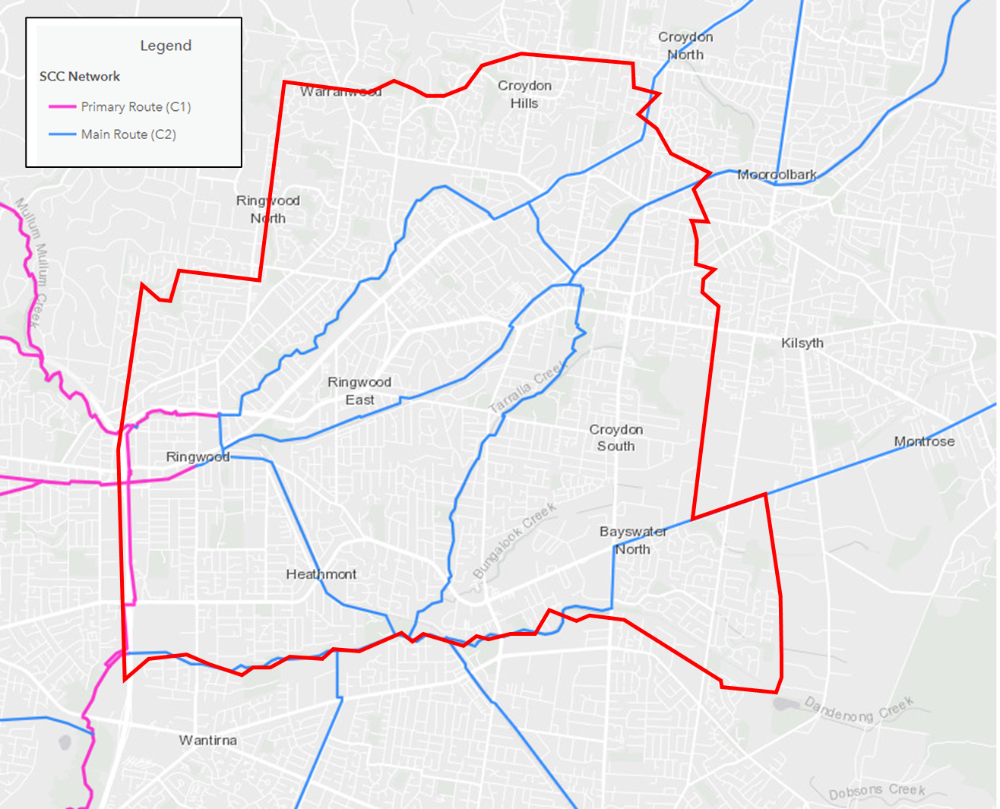 Legend
SCC Network
Primary Route (C1)
Main Route (C2)
Croydon
North
Warranwood
Croydon
Hills
Mooroolbark
Ringwood
North
Mullum Mullum Creek
Kilsyth
Ringwood
East
Tarralla Creek
Croydon
South
Montrose
Ringwood
Bungalook Creek
Bayswater
North
Heathmont
Dandenong Creek
Wantirna
Dobsons Creek